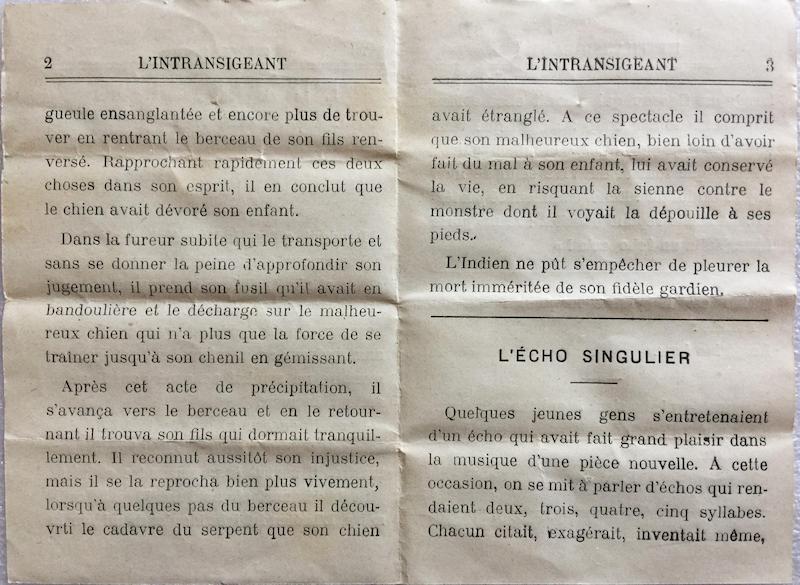 2 L'INTRANSIGEANT
gueule ensanglantée et encore plus de trou-
ver en rentrant le berceau de son fils ren-
versé. Rapprochant rapidement ces deux
choses dans son esprit, il en conclut que
le chien avait dévoré son enfant.
Dans la fureur subite qui le transporte et
sans se donner la peine d'approfondir son
jugement, il prend son fusil qu'il avait en
bandoulière et le décharge sur le malheu-
reux chien qui n'a plus que la force de se
traîner jusqu'à son chenil en gémissant.
Après cet acte de précipitation, il
s'avança vers le berceau et en le retour-
nant il trouva son fils qui dormait tranquil-
lement. Il reconnut aussitôt son injustice,
mais il se la reprocha bien plus vivement,
lorsqu'à quelques pas du berceau il décou-
vrti le cadavre du serpent que son chien
L'INTRANSIGEANT 3
avait étranglé. A ce spectacle il comprit
que son malheureux chien, bien loin d'avoir
fait du mal à son enfant, lui avait conservé
la vie, en risquant la sienne contre le
monstre dont il voyait la dépouille à ses
pieds.
L'Indien ne pût s'empêcher de pleurer la
mort imméritée de son fidèle gardien.
L'ÉCHO SINGULIER
Quelques jeunes gens s'entretenaient
d'un écho qui avait fait grand plaisir dans
la musique d'une pièce nouvelle. A cette
occasion, on se mit à parler d'échos qui ren-
daient deux, trois, quatre, cinq syllabes.
Chacun citait, exagérait, inventait même,